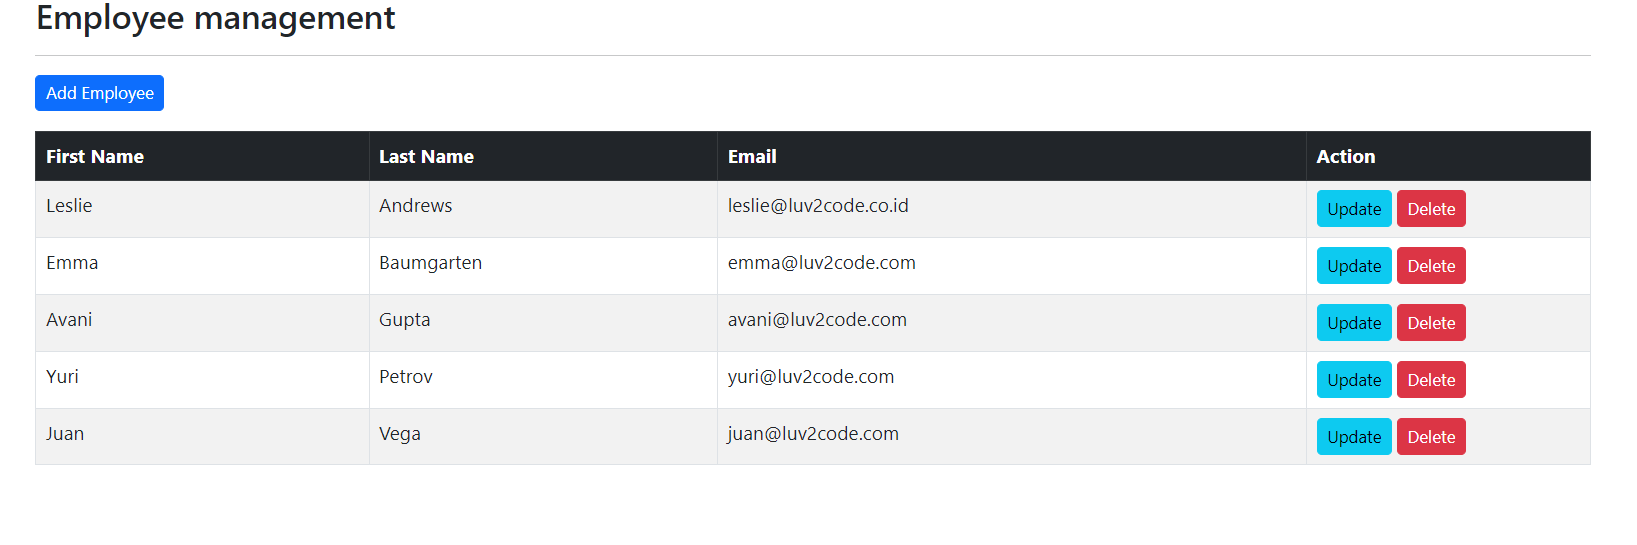 Employee management
Add Employee
First Name Last Name Email Action
Leslie Andrews leslie@luv2code.co.id Update Delete
Emma Baumgarten emma@luv2code.com Update Delete
Avani Gupta avani@luv2code.com Update Delete
Yuri Petrov yuri@luv2code.com Update Delete
Juan Vega juan@luv2code.com Update Delete